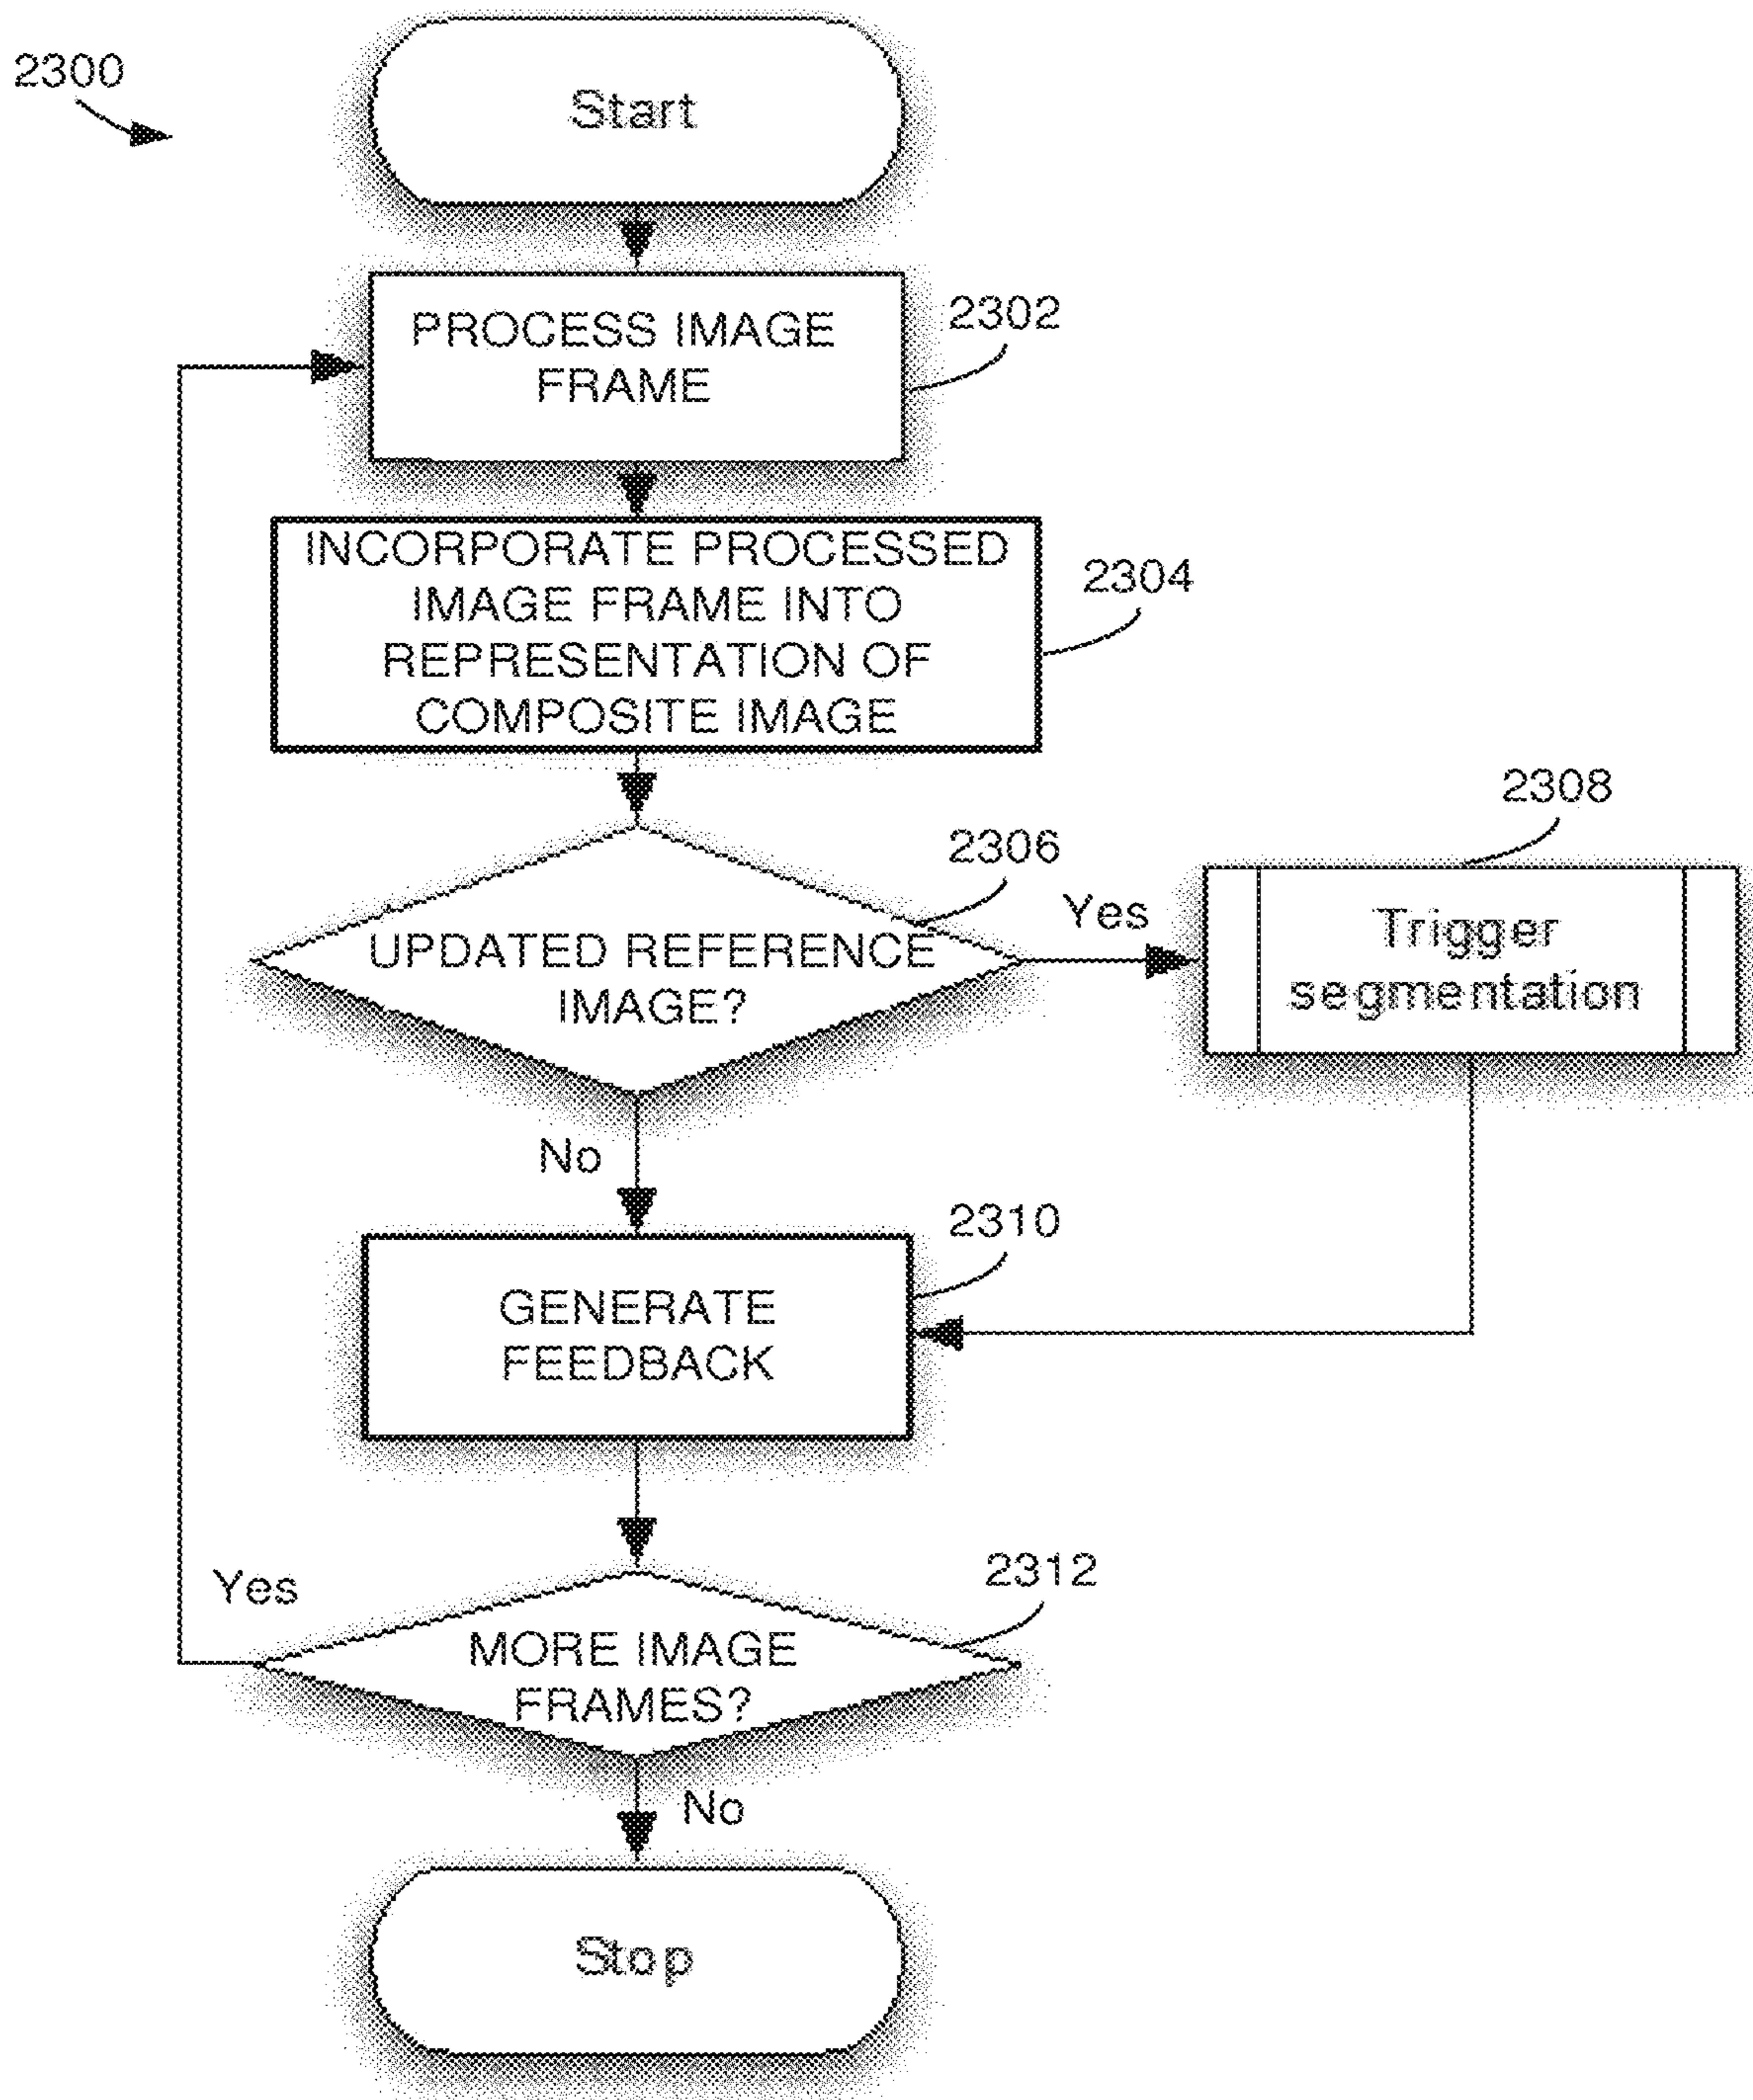 2300
Start
PROCESS IMAGE
FRAME
2302
INCORPORATE PROCESSED
IMAGE FRAME INTO
REPRESENTATION OF
COMPOSITE IMAGE
2304
UPDATED REFERENCE
IMAGE?
2306
Yes
2308
Trigger
segmentation
No
2310
GENERATE
FEEDBACK
2312
Yes
MORE IMAGE
FRAMES?
No
Stop